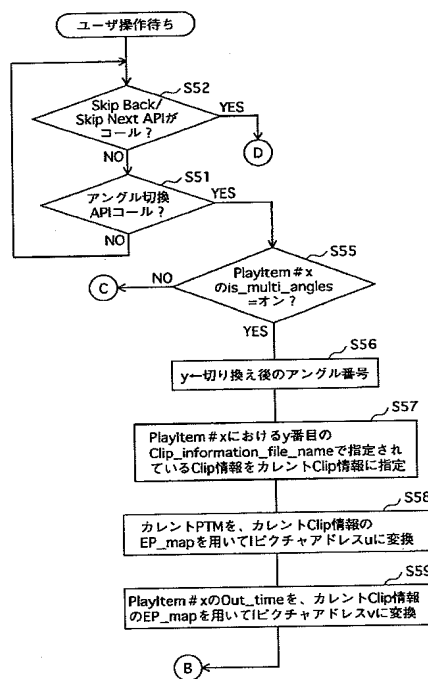 ユーザ操作待ち
S52
Skip Back/
Skip Next APIが
コール?
YES
D
NO
S51
アングル切換
APIコール?
YES
NO
S55
PlayItem#x
のis_multi_angles
=オン?
NO
C
YES
S56
y←切り換え後のアングル番号
S57
PlayItem#xにおけるy番目の
Clip_information_file_nameで指定され
ているClip情報をカレントClip情報に指定
S58
カレントPTMを、カレントClip情報の
EP_mapを用いてIピクチャアドレスuに変換
S59
PlayItem#xのOut_timeを、カレントClip情報
のEP_mapを用いてIピクチャアドレスvに変換
B